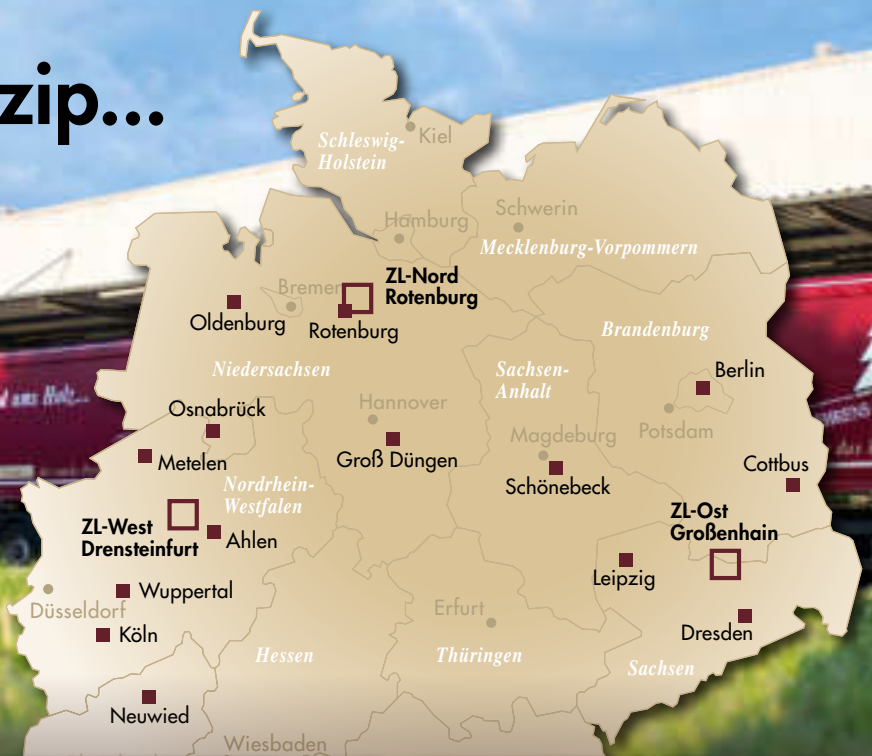 zip...
Kiel
Schleswig-
Holstein
Hamburg
Schwerin
Mecklenburg-Vorpommern
ZL-Nord
Rotenburg
Bremen
Oldenburg
Rotenburg
Brandenburg
Niedersachsen
Sachsen-
Anhalt
Berlin
Osnabrück
Hannover
Potsdam
Magdeburg
Groß Düngen
Metelen
Cottbus
Nordrhein-
Westfalen
Schönebeck
ZL-West
Drensteinfurt
Ahlen
ZL-Ost
Großenhain
Leipzig
Wuppertal
Düsseldorf
Erfurt
Köln
Dresden
Hessen
Thüringen
Sachsen
Neuwied
Wiesbaden
aus Holz...